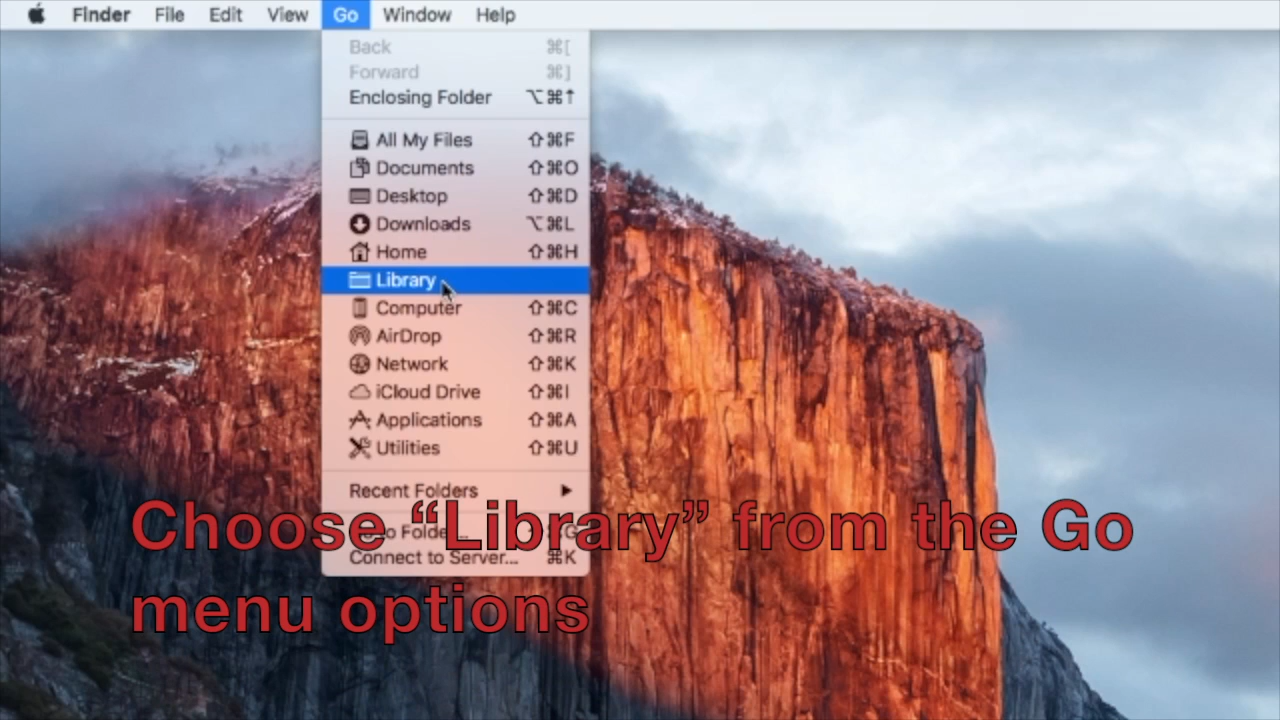 Finder File Edit View Go Window Help
Back ⌘[
Forward ⌘]
Enclosing Folder ⌥⌘↑
All My Files ⇧⌘F
Documents ⇧⌘O
Desktop ⇧⌘D
Downloads ⌥⌘L
Home ⇧⌘H
Library
Computer ⇧⌘C
AirDrop ⇧⌘R
Network ⇧⌘K
iCloud Drive ⇧⌘I
Applications ⇧⌘A
Utilities ⇧⌘U
Recent Folders ▶
Choose “Library” from the Go
Connect to Server... ⌘K
menu options